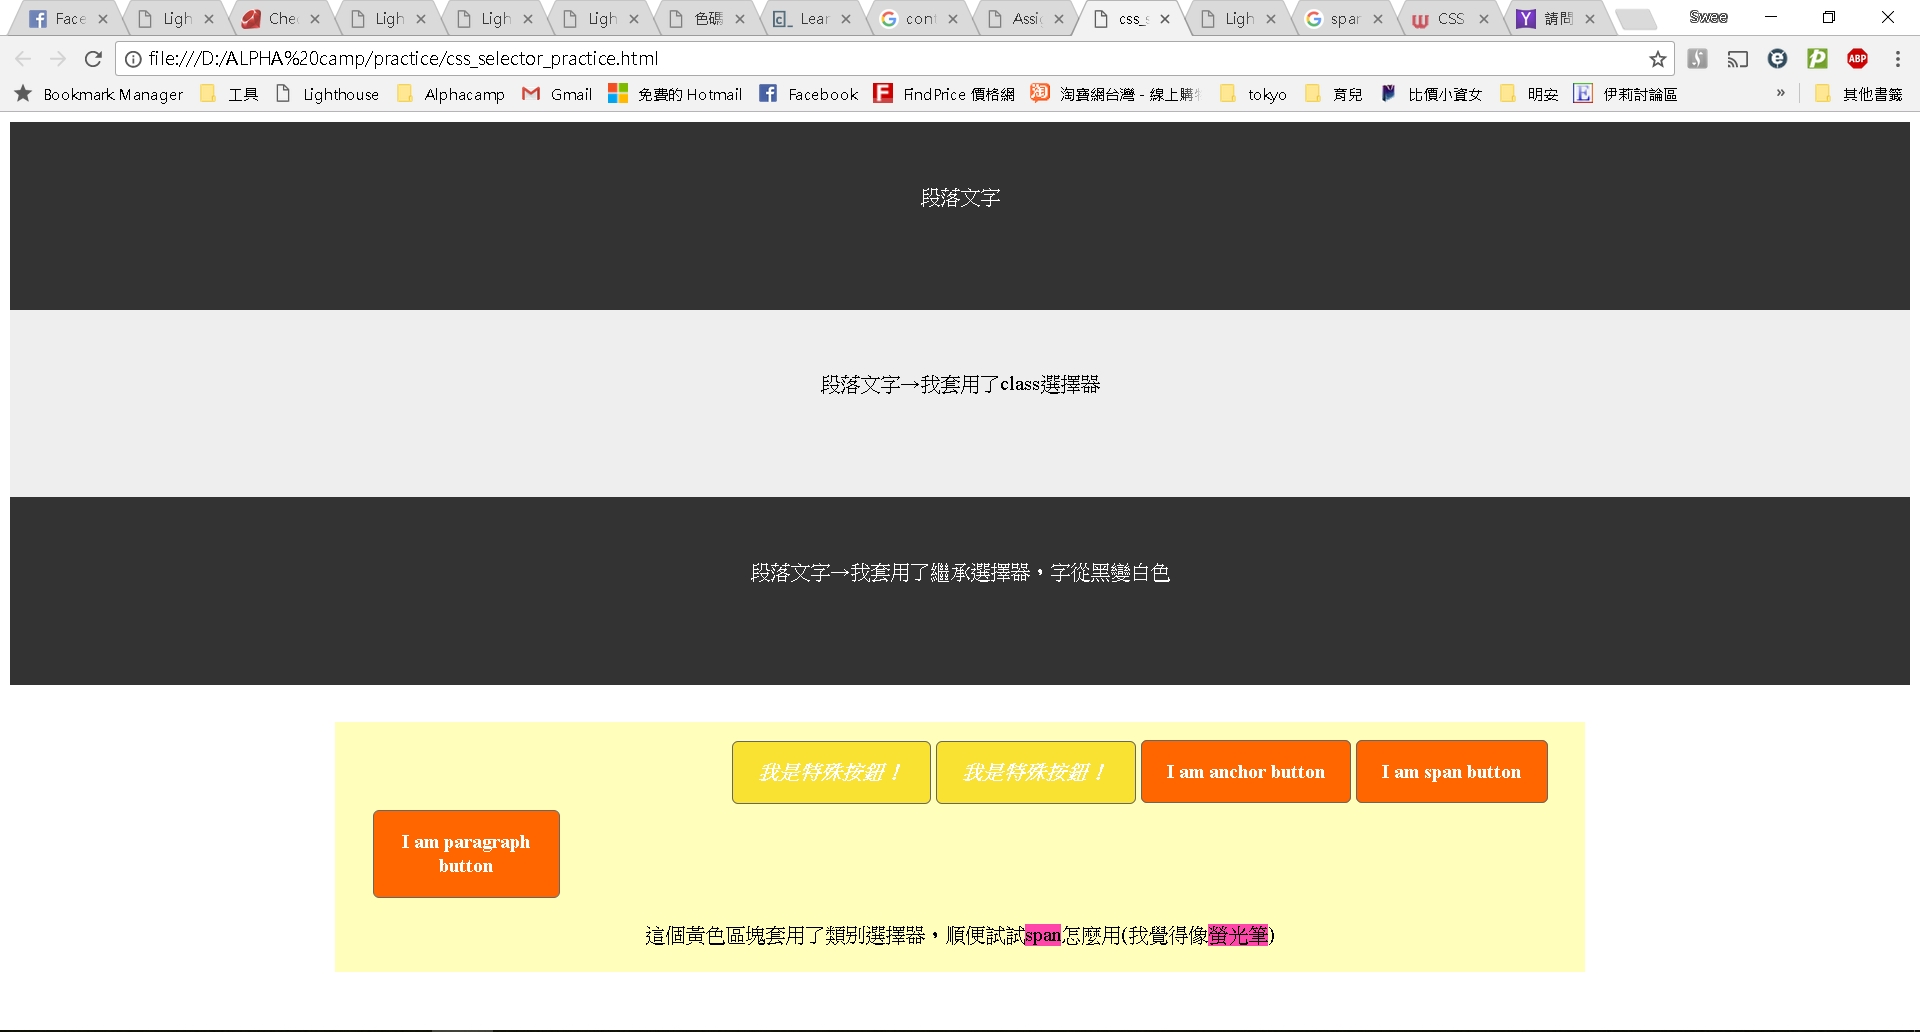 Face Ligh Che Ligh Ligh Ligh 色碼 Lear cont Assi css_s Ligh spar CSS 請問 Swee
file:///D:/ALPHA%20camp/practice/css_selector_practice.html
Bookmark Manager 工具 Lighthouse Alphacamp Gmail 免費的 Hotmail Facebook FindPrice 價格網 淘寶網台灣 - 線上購物 tokyo 育兒 比價小資女 明安 伊莉討論區 » 其他書籤
段落文字
段落文字→我套用了class選擇器
段落文字→我套用了繼承選擇器，字從黑變白色
我是特殊按鈕！ 我是特殊按鈕！ I am anchor button I am span button
I am paragraph
button
這個黃色區塊套用了類別選擇器，順便試試span怎麼用(我覺得像螢光筆)